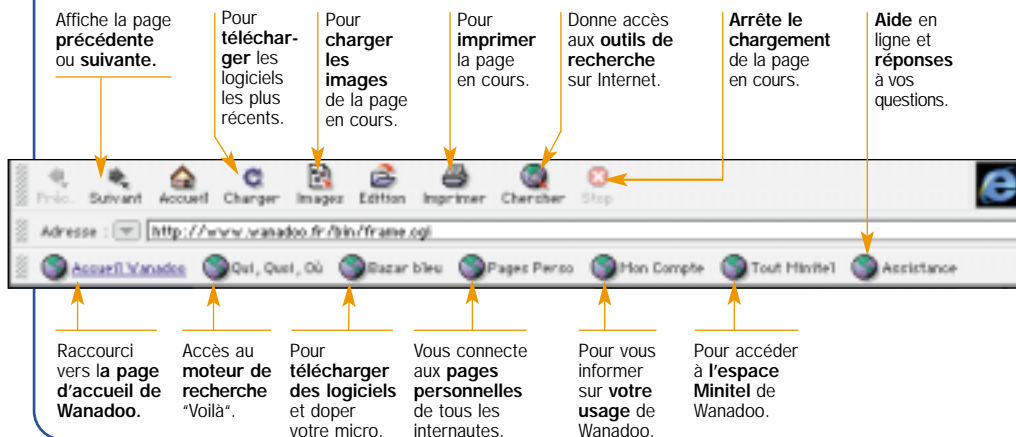 Affiche la page
précédente
ou suivante.
Pour
téléchar-
ger les
logiciels
les plus
récents.
Pour
charger
les
images
de la page
en cours.
Pour
imprimer
la page
en cours.
Donne accès
aux outils de
recherche
sur Internet.
Arrête le
chargement
de la page
en cours.
Aide en
ligne et
réponses
à vos
questions.
Préc. Suivant Accueil Charger Images Edition Imprimer Chercher Stop
Adresse : http://www.wanadoo.fr/bin/frame.cgi
Accueil Wanadoo Qui, Quoi, Où Bazar bleu Pages Perso Mon Compte Tout Minitel Assistance
Raccourci
vers la page
d'accueil de
Wanadoo.
Accès au
moteur de
recherche
"Voilà".
Pour
télécharger
des logiciels
et doper
votre micro.
Vous connecte
aux pages
personnelles
de tous les
internautes.
Pour vous
informer
sur votre
usage de
Wanadoo.
Pour accéder
à l'espace
Minitel de
Wanadoo.